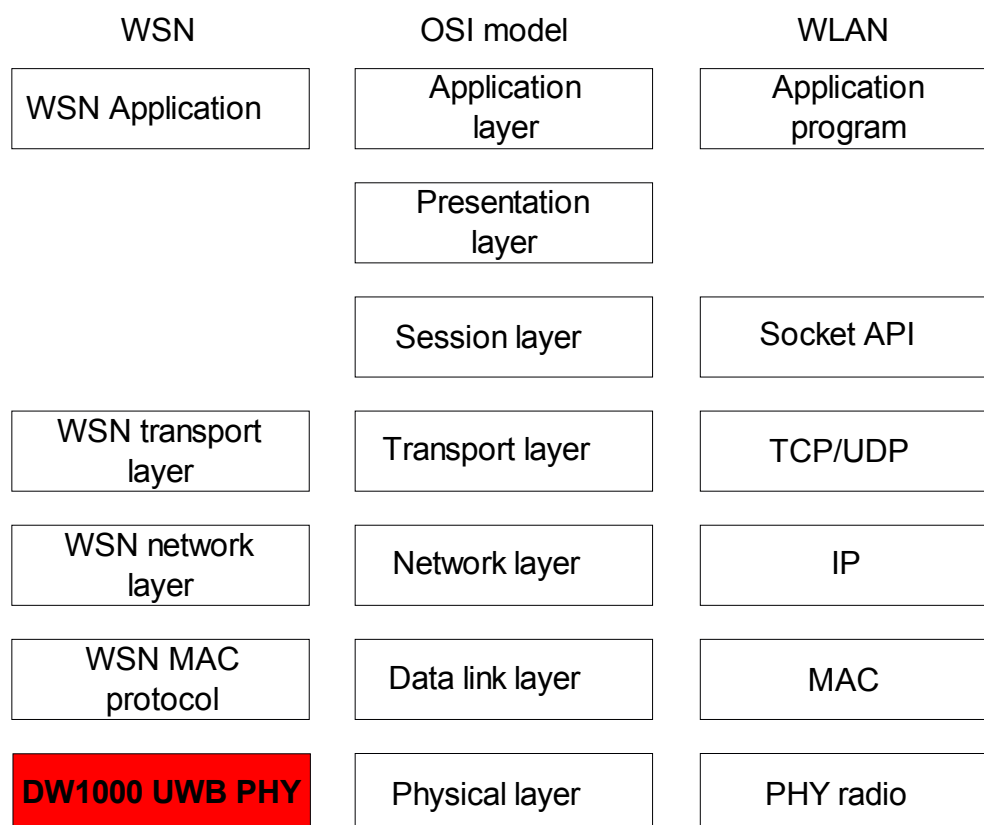 WSN
OSI model
WLAN
WSN Application
Application
layer
Application
program
Presentation
layer
Session layer
Socket API
WSN transport
layer
Transport layer
TCP/UDP
WSN network
layer
Network layer
IP
WSN MAC
protocol
Data link layer
MAC
DW1000 UWB PHY
Physical layer
PHY radio